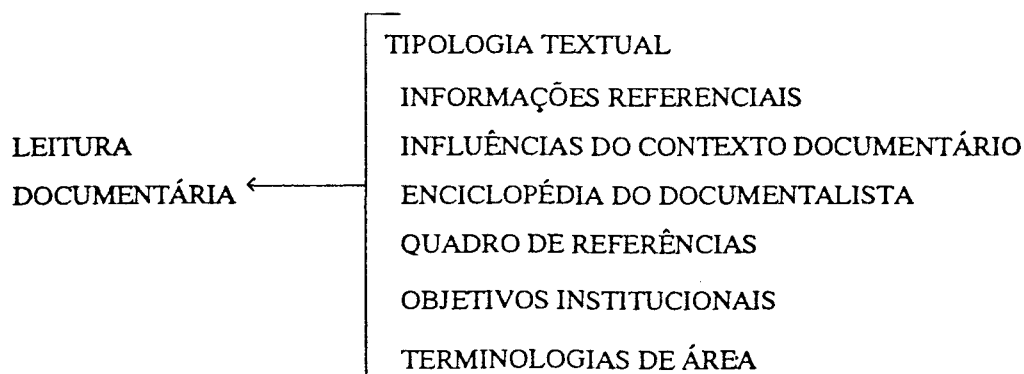 TIPOLOGIA TEXTUAL
INFORMAÇÕES REFERENCIAIS
LEITURA
DOCUMENTÁRIA
INFLUÊNCIAS DO CONTEXTO DOCUMENTÁRIO
ENCICLOPÉDIA DO DOCUMENTALISTA
QUADRO DE REFERÊNCIAS
OBJETIVOS INSTITUCIONAIS
TERMINOLOGIAS DE ÁREA